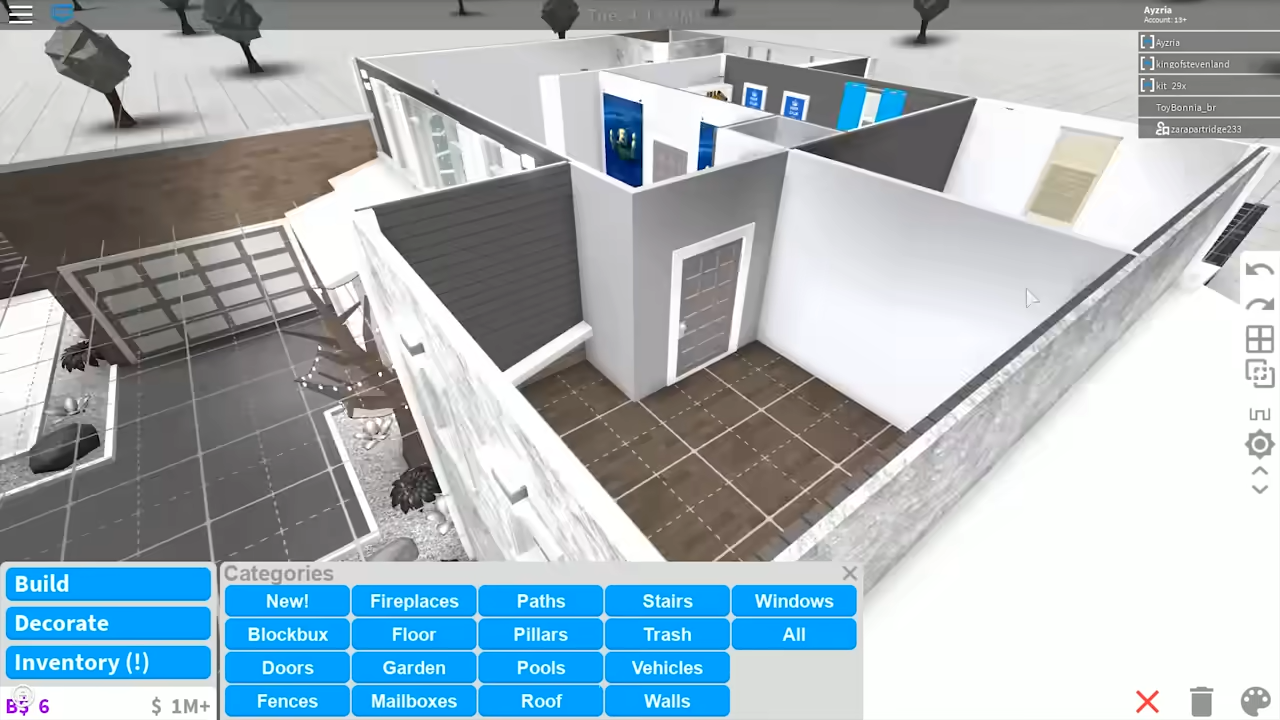 Ayzria
Account: 13+
Ayzria
kingofstevenland
kit_29x
ToyBonnia_br
zarapartridge233
Build
Decorate
Inventory (!)
B$ 6
$ 1M+
Categories
New! Fireplaces Paths Stairs Windows
Blockbux Floor Pillars Trash All
Doors Garden Pools Vehicles
Fences Mailboxes Roof Walls